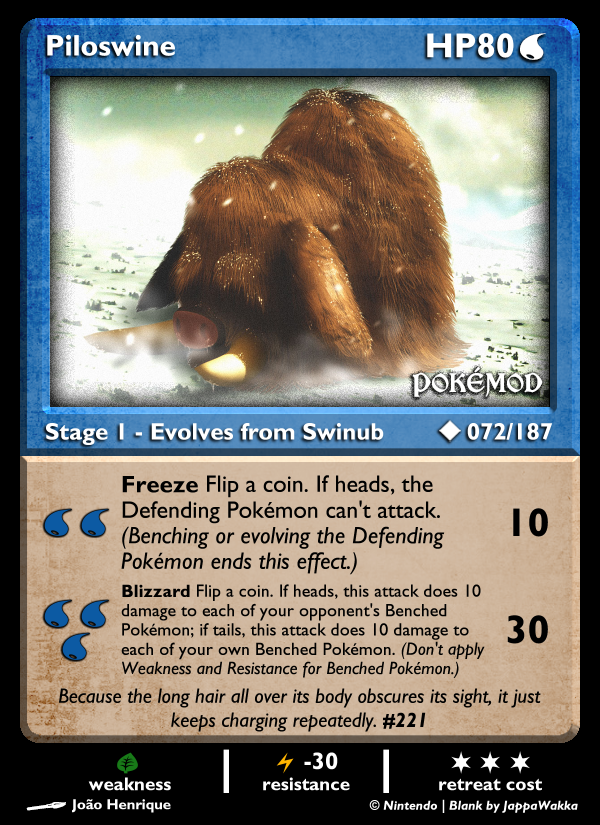 Piloswine HP80
POKÉMOD
Stage 1 - Evolves from Swinub 072/187
Freeze Flip a coin. If heads, the
Defending Pokémon can't attack.
(Benching or evolving the Defending
Pokémon ends this effect.)
10
Blizzard Flip a coin. If heads, this attack does 10
damage to each of your opponent's Benched
Pokémon; if tails, this attack does 10 damage to
each of your own Benched Pokémon. (Don't apply
Weakness and Resistance for Benched Pokémon.)
30
Because the long hair all over its body obscures its sight, it just
keeps charging repeatedly. #221
-30
weakness resistance retreat cost
João Henrique © Nintendo | Blank by JappaWakka